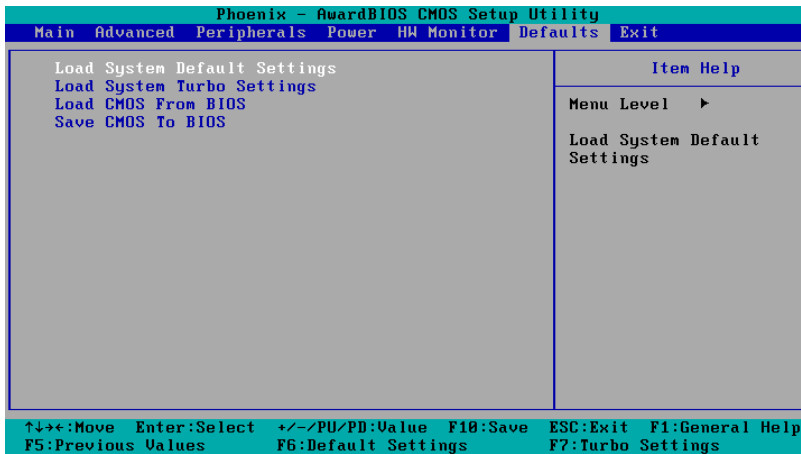 Phoenix - AwardBIOS CMOS Setup Utility
Main Advanced Peripherals Power HW Monitor Defaults Exit
Load System Default Settings
Load System Turbo Settings
Load CMOS From BIOS
Save CMOS To BIOS
Item Help
Menu Level ▶
Load System Default
Settings
↑↓→←:Move Enter:Select +/-/PU/PD:Value F10:Save ESC:Exit F1:General Help
F5:Previous Values F6:Default Settings F7:Turbo Settings